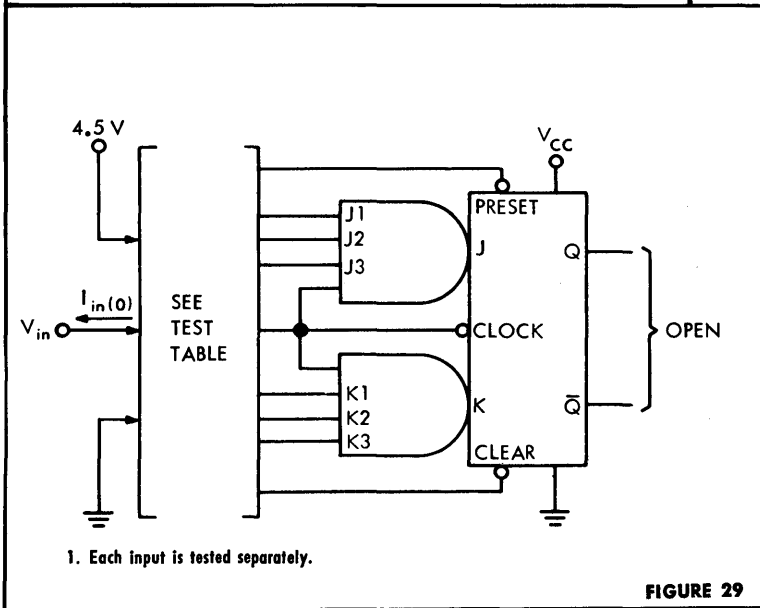 4.5 V
V_CC
PRESET
J1
J2
J3
J
Q
I_in(0)
V_in
SEE
TEST
TABLE
CLOCK
OPEN
K1
K2
K3
K
Q̅
CLEAR
1. Each input is tested separately.
FIGURE 29